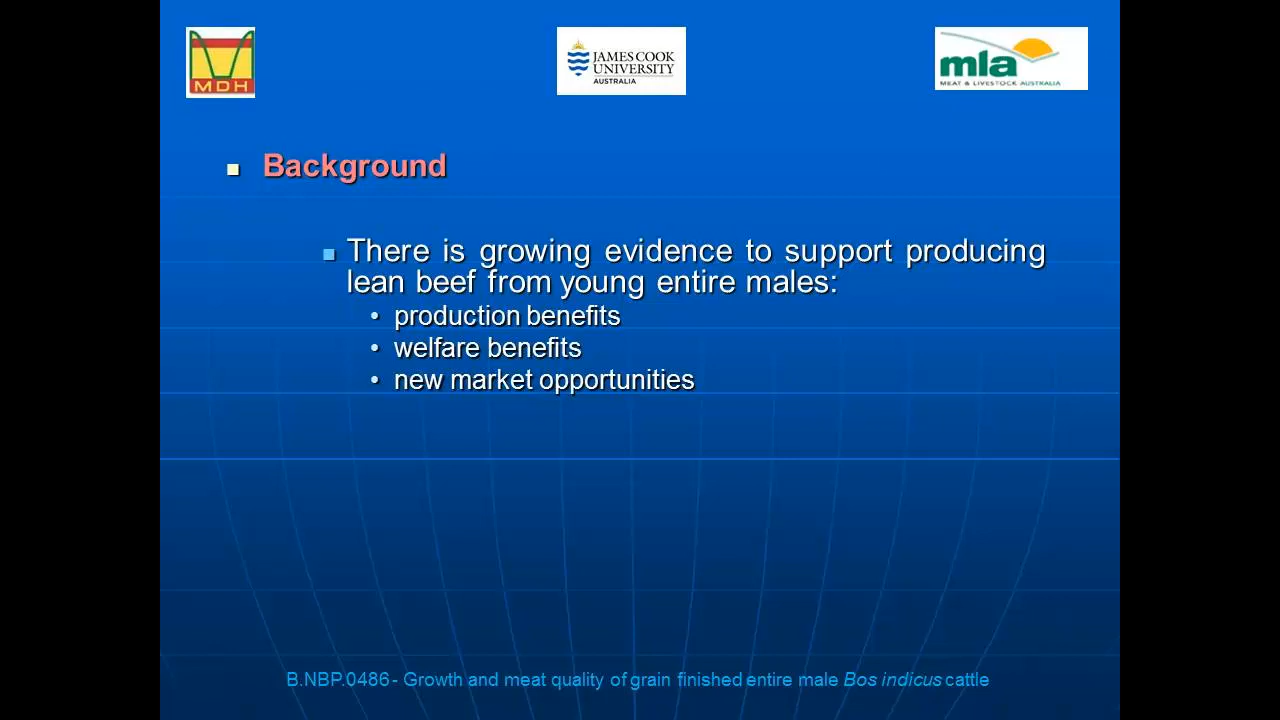 MDH
JAMES COOK
UNIVERSITY
AUSTRALIA
mla
MEAT & LIVESTOCK AUSTRALIA
Background
There is growing evidence to support producing
lean beef from young entire males:
• production benefits
• welfare benefits
• new market opportunities
B.NBP.0486 - Growth and meat quality of grain finished entire male Bos indicus cattle